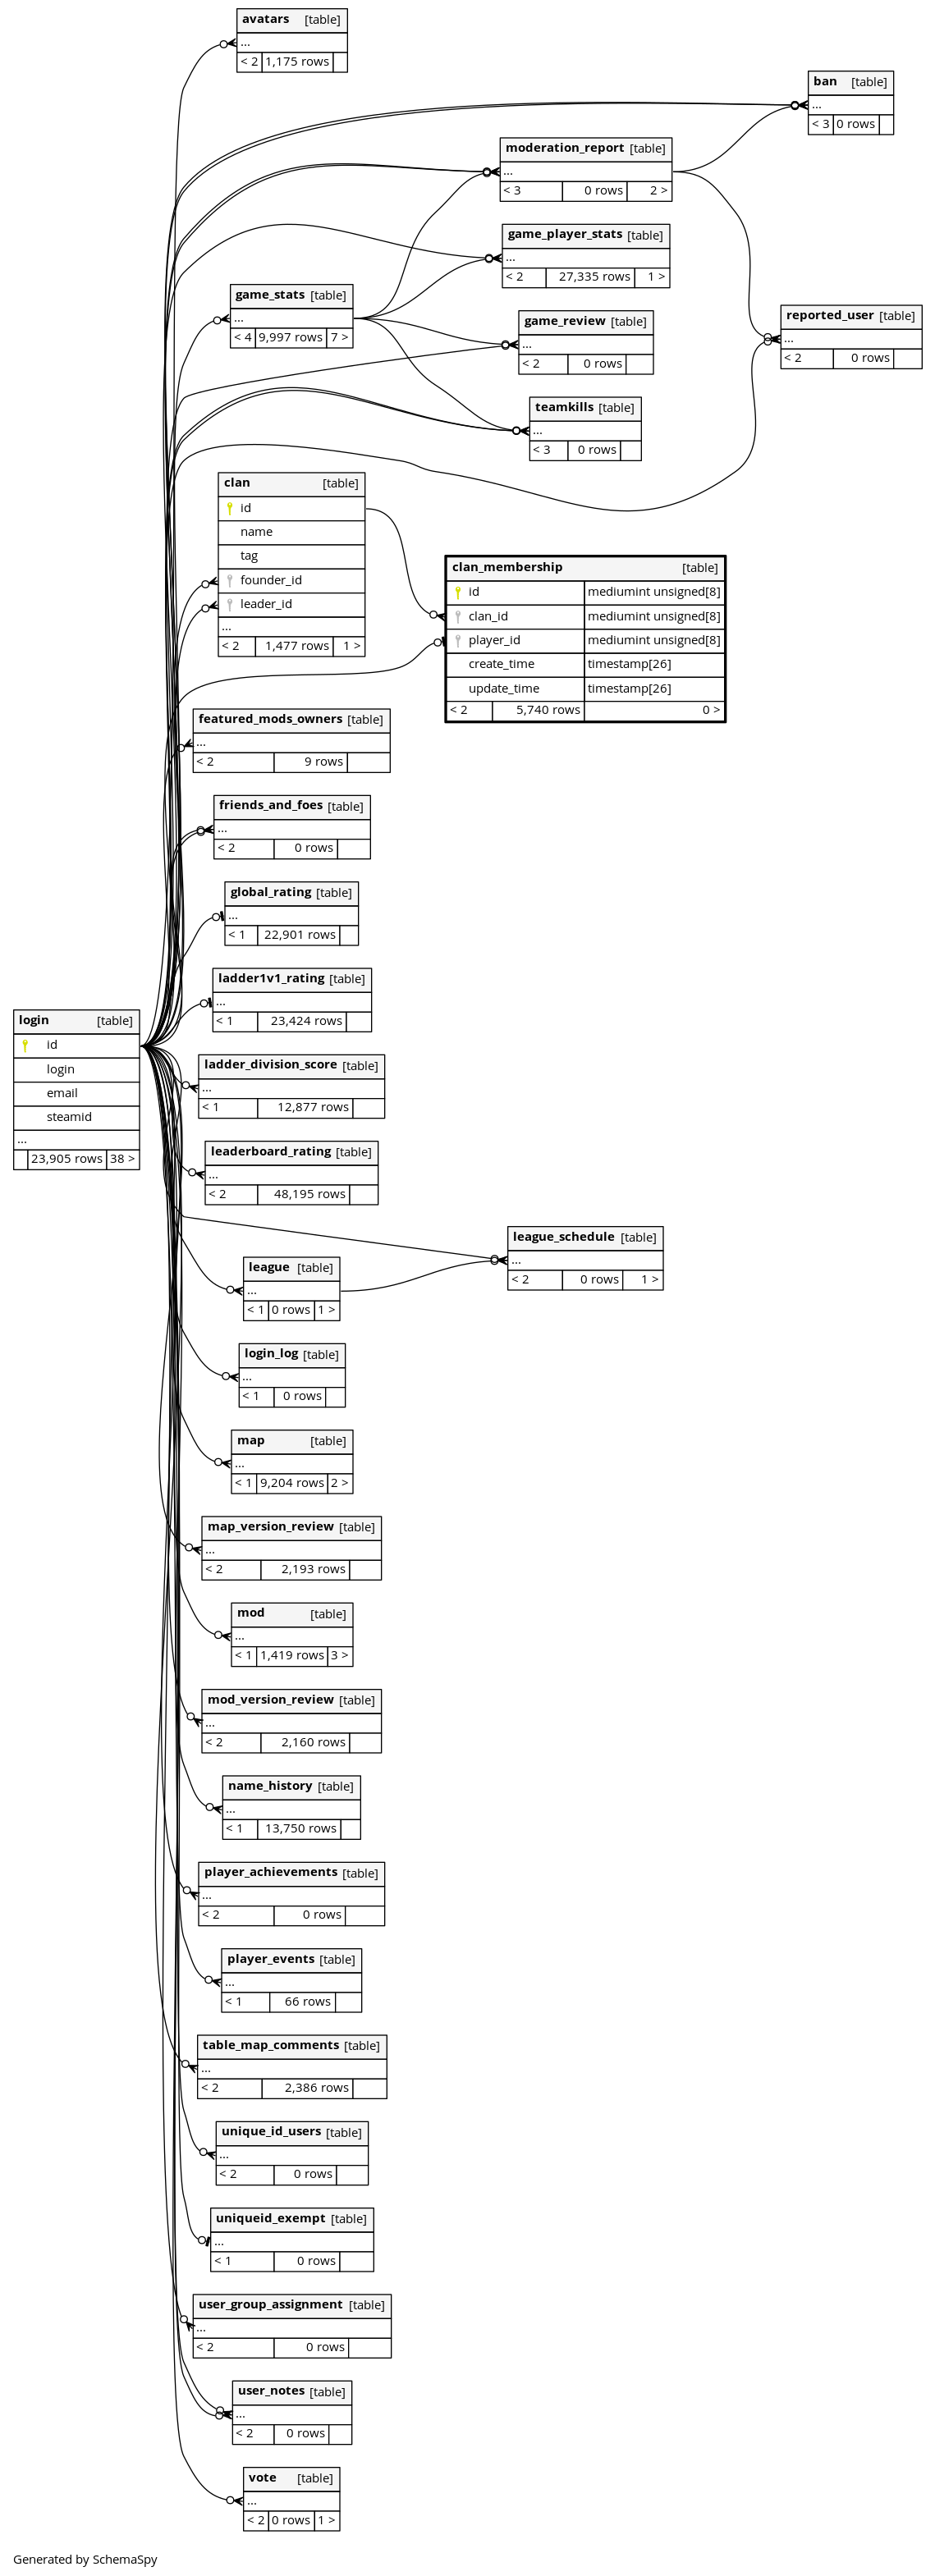 avatars [table]
...
< 2 1,175 rows
ban [table]
...
< 3 0 rows
moderation_report [table]
...
< 3 0 rows 2 >
game_player_stats [table]
...
< 2 27,335 rows 1 >
game_stats [table]
...
< 4 9,997 rows 7 >
game_review [table]
...
< 2 0 rows
reported_user [table]
...
< 2 0 rows
teamkills [table]
...
< 3 0 rows
clan [table]
id
name
tag
founder_id
leader_id
...
< 2 1,477 rows 1 >
clan_membership [table]
id mediumint unsigned[8]
clan_id mediumint unsigned[8]
player_id mediumint unsigned[8]
create_time timestamp[26]
update_time timestamp[26]
< 2 5,740 rows 0 >
featured_mods_owners [table]
...
< 2 9 rows
friends_and_foes [table]
...
< 2 0 rows
global_rating [table]
...
< 1 22,901 rows
ladder1v1_rating [table]
...
< 1 23,424 rows
login [table]
id
login
email
steamid
...
23,905 rows 38 >
ladder_division_score [table]
...
< 1 12,877 rows
leaderboard_rating [table]
...
< 2 48,195 rows
league_schedule [table]
...
< 2 0 rows 1 >
league [table]
...
< 1 0 rows 1 >
login_log [table]
...
< 1 0 rows
map [table]
...
< 1 9,204 rows 2 >
map_version_review [table]
...
< 2 2,193 rows
mod [table]
...
< 1 1,419 rows 3 >
mod_version_review [table]
...
< 2 2,160 rows
name_history [table]
...
< 1 13,750 rows
player_achievements [table]
...
< 2 0 rows
player_events [table]
...
< 1 66 rows
table_map_comments [table]
...
< 2 2,386 rows
unique_id_users [table]
...
< 2 0 rows
uniqueid_exempt [table]
...
< 1 0 rows
user_group_assignment [table]
...
< 2 0 rows
user_notes [table]
...
< 2 0 rows
vote [table]
...
< 2 0 rows 1 >
Generated by SchemaSpy